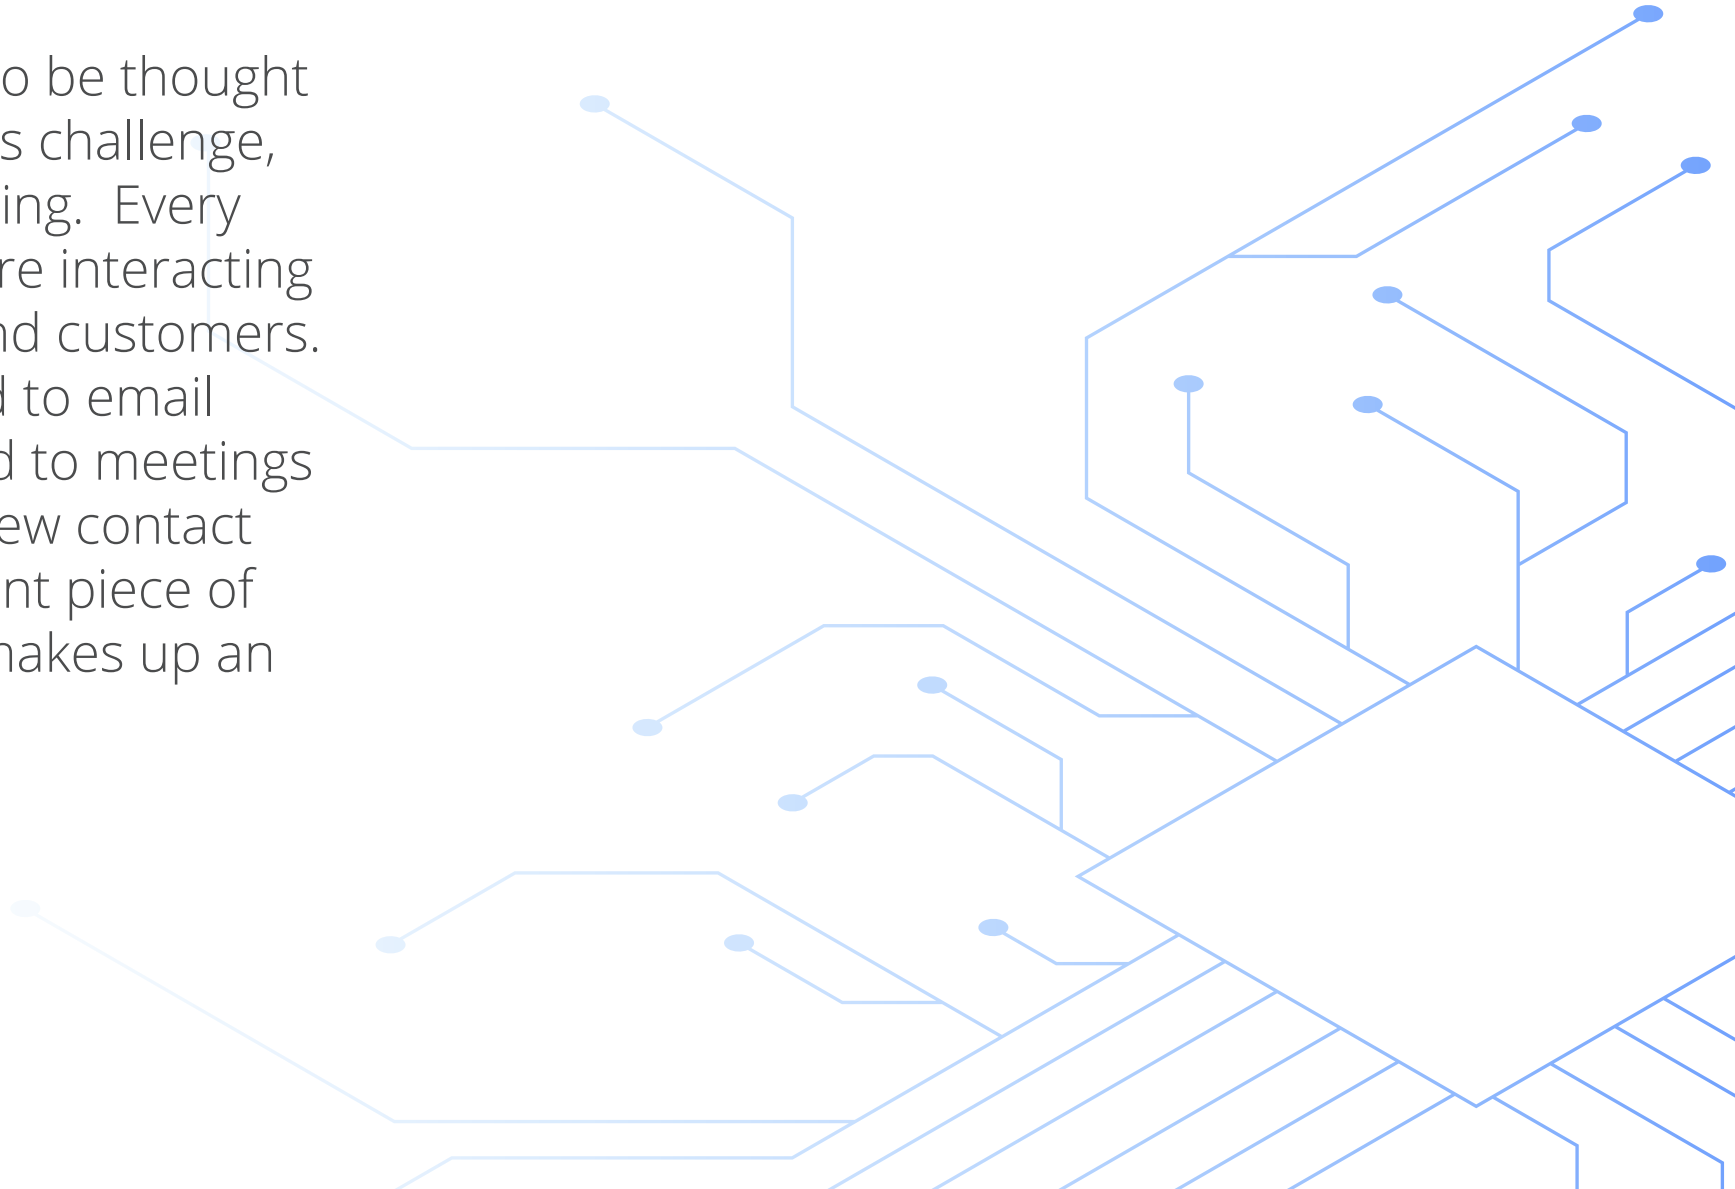 o be thought
s challenge,
ing.  Every
re interacting
nd customers.
d to email
d to meetings
ew contact
nt piece of
makes up an